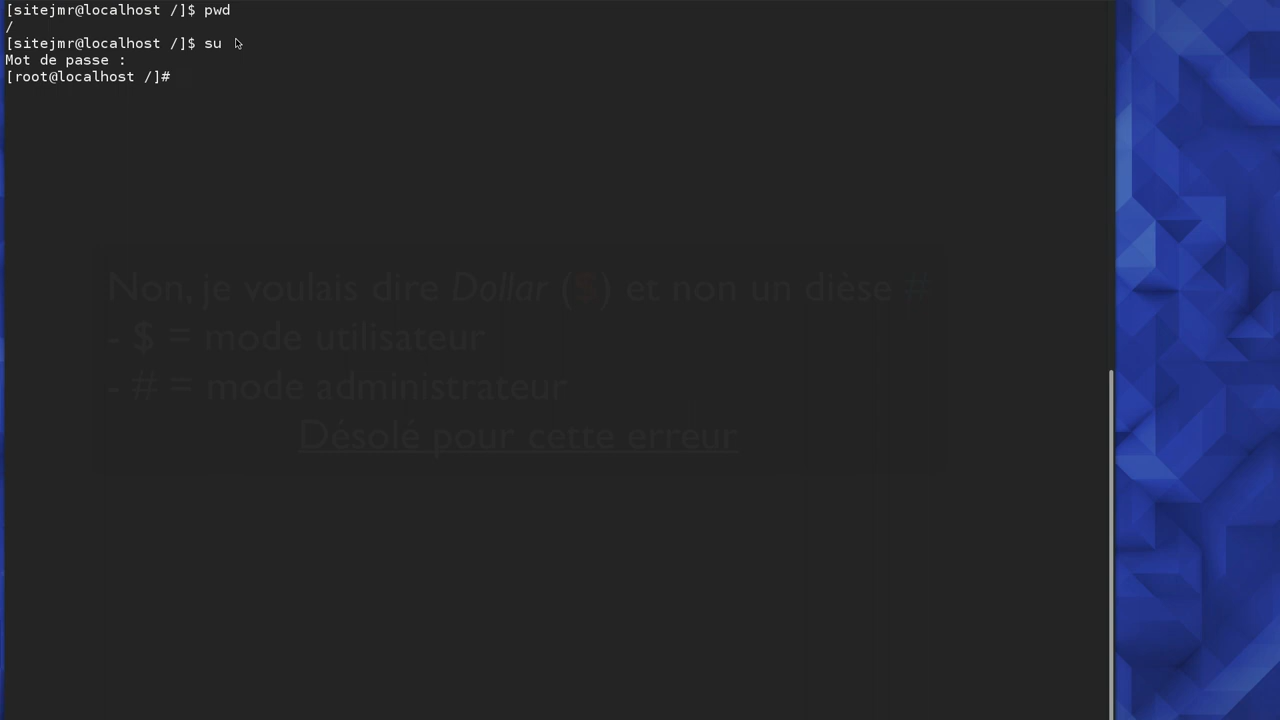 [sitejmr@localhost /]$ pwd
/
[sitejmr@localhost /]$ su
Mot de passe :
[root@localhost /]#
Non, je voulais dire Dollar ($) et non un dièse #
- $ = mode utilisateur
- # = mode administrateur
Désolé pour cette erreur